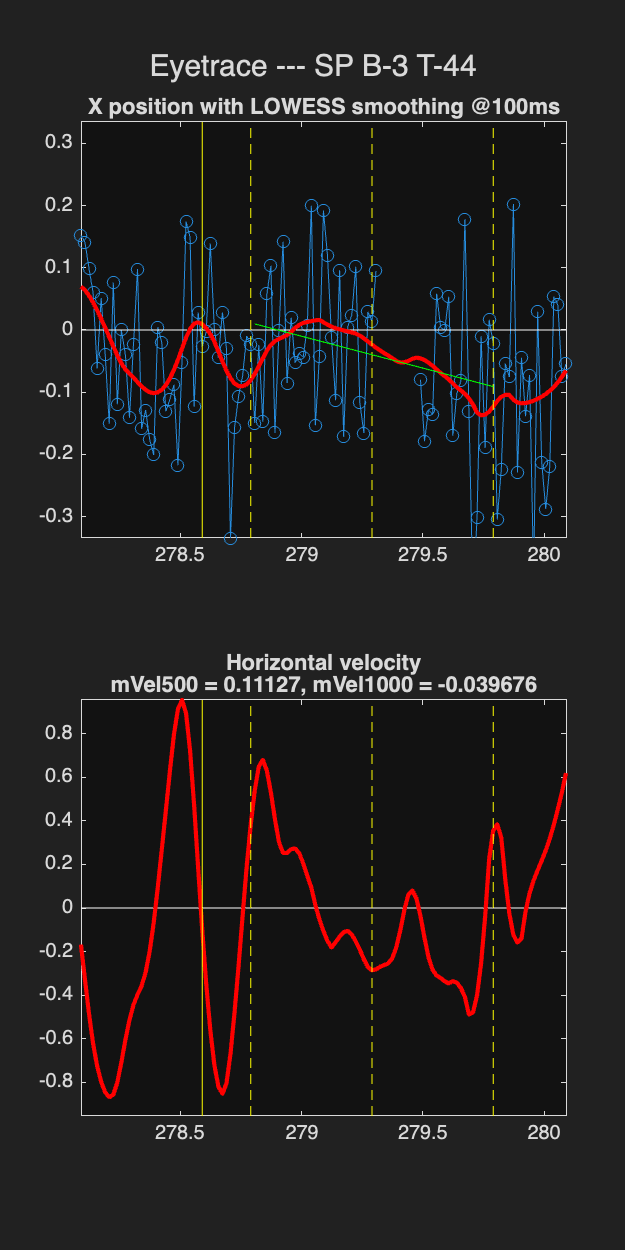 Eyetrace --- SP B-3 T-44
X position with LOWESS smoothing @100ms
0.3
0.2
0.1
0
-0.1
-0.2
-0.3
278.5 279 279.5 280
Horizontal velocity
mVel500 = 0.11127, mVel1000 = -0.039676
0.8
0.6
0.4
0.2
0
-0.2
-0.4
-0.6
-0.8
278.5 279 279.5 280